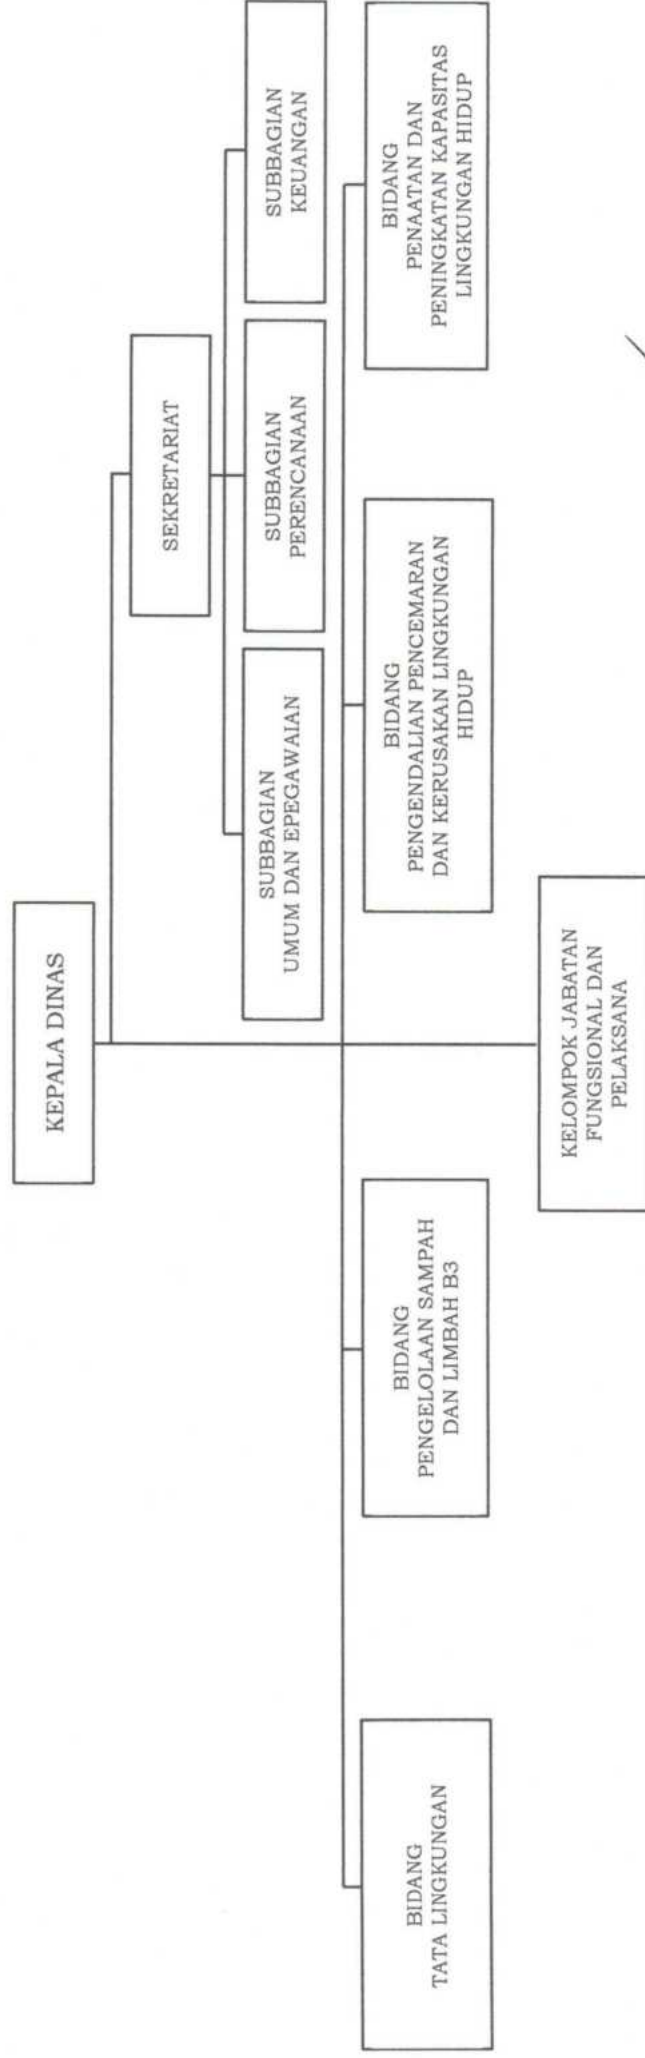 KEPALA DINAS
SEKRETARIAT
SUBBAGIAN
UMUM DAN EPEGAWAIAN
SUBBAGIAN
PERENCANAAN
SUBBAGIAN
KEUANGAN
BIDANG
TATA LINGKUNGAN
BIDANG
PENGELOLAAN SAMPAH
DAN LIMBAH B3
BIDANG
PENGENDALIAN PENCEMARAN
DAN KERUSAKAN LINGKUNGAN
HIDUP
BIDANG
PENAATAN DAN
PENINGKATAN KAPASITAS
LINGKUNGAN HIDUP
KELOMPOK JABATAN
FUNGSIONAL DAN
PELAKSANA